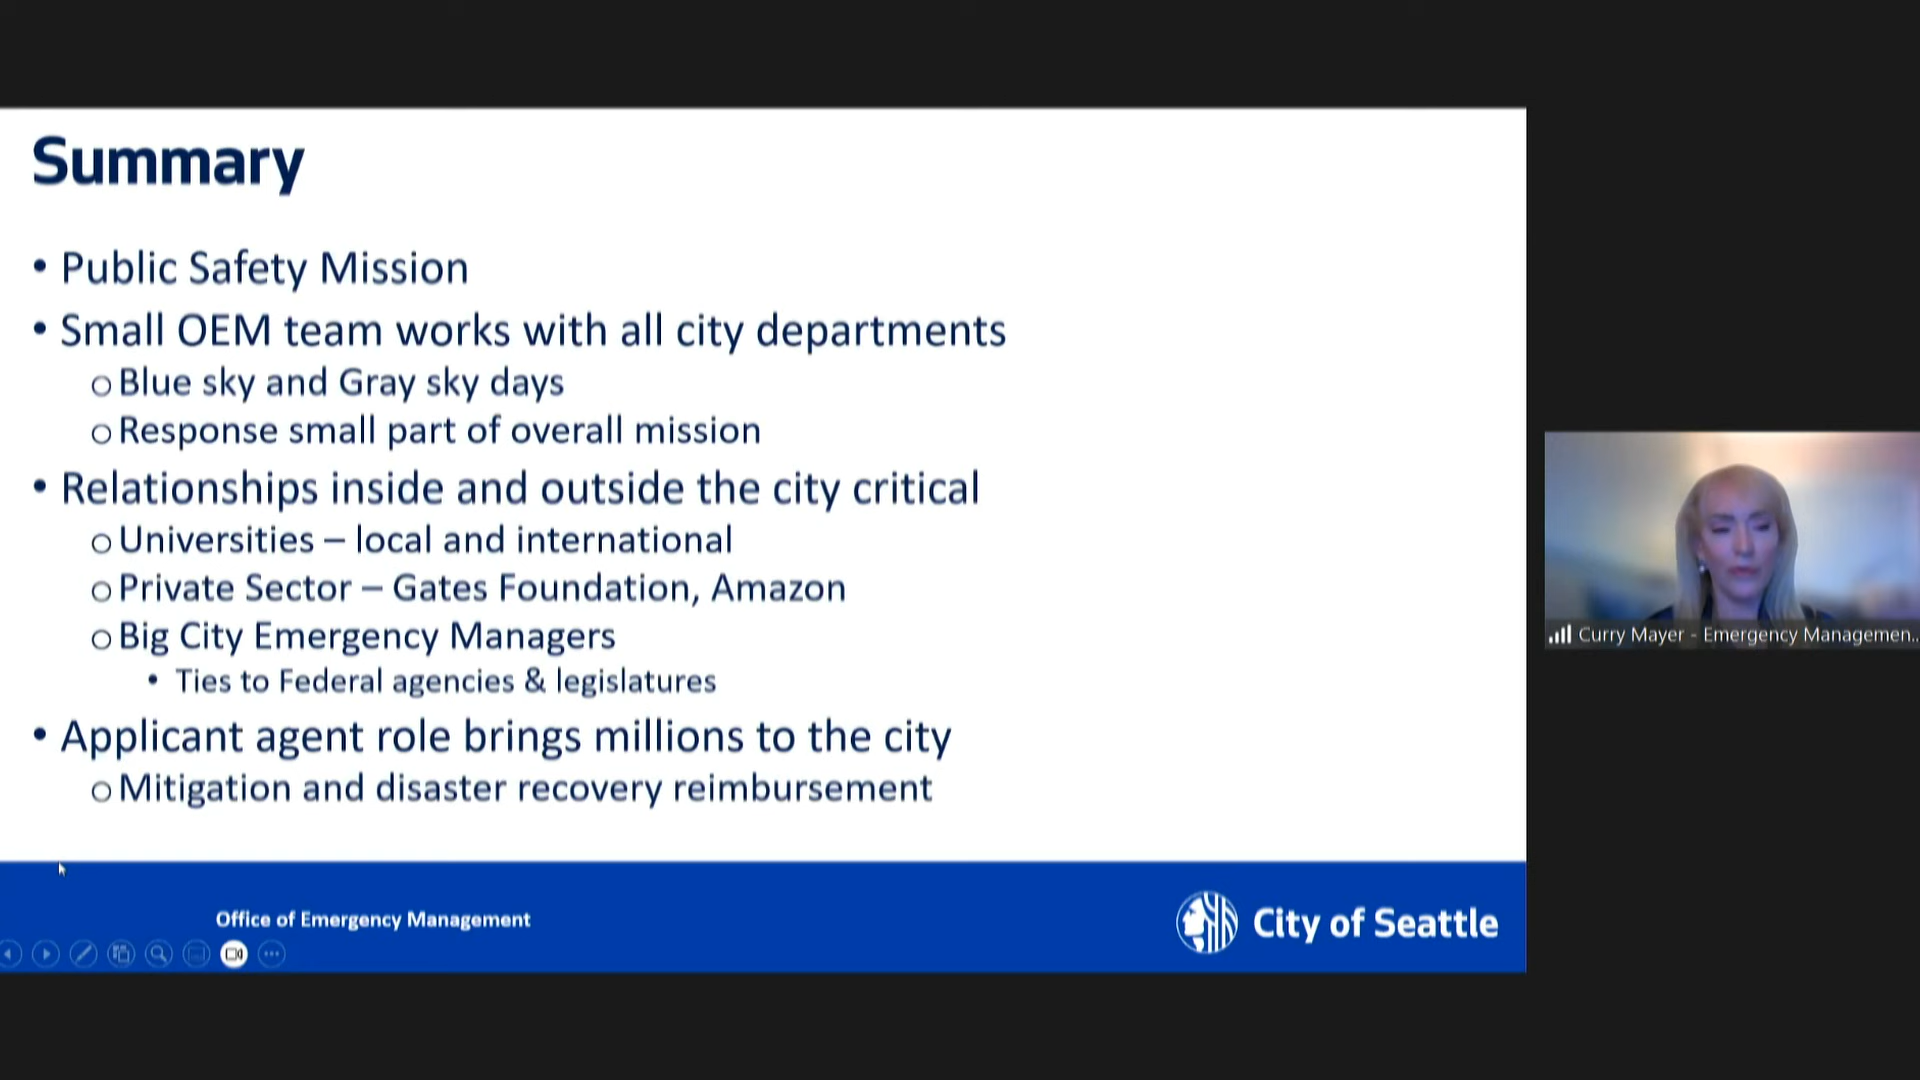 Summary
• Public Safety Mission
• Small OEM team works with all city departments
○ Blue sky and Gray sky days
○ Response small part of overall mission
• Relationships inside and outside the city critical
○ Universities – local and international
○ Private Sector – Gates Foundation, Amazon
○ Big City Emergency Managers
• Ties to Federal agencies & legislatures
• Applicant agent role brings millions to the city
○ Mitigation and disaster recovery reimbursement
Office of Emergency Management
City of Seattle
Curry Mayer - Emergency Managemen...